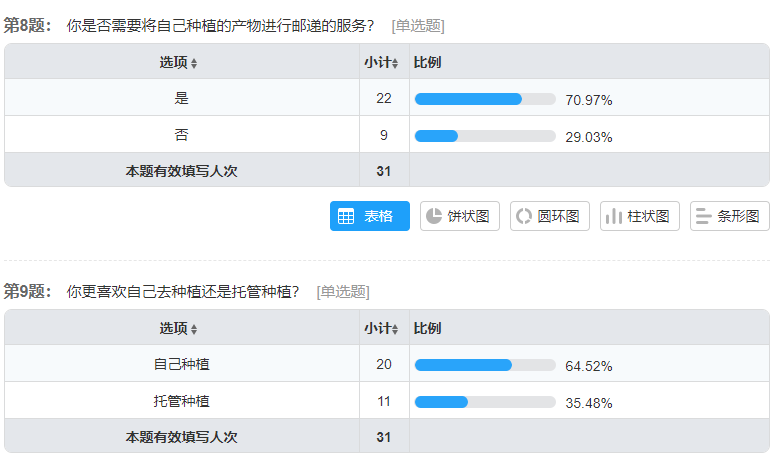 第8题： 你是否需要将自己种植的产物进行邮递的服务？ [单选题]
选项 小计 比例
是 22 70.97%
否 9 29.03%
本题有效填写人次 31
表格 饼状图 圆环图 柱状图 条形图
第9题： 你更喜欢自己去种植还是托管种植？ [单选题]
选项 小计 比例
自己种植 20 64.52%
托管种植 11 35.48%
本题有效填写人次 31